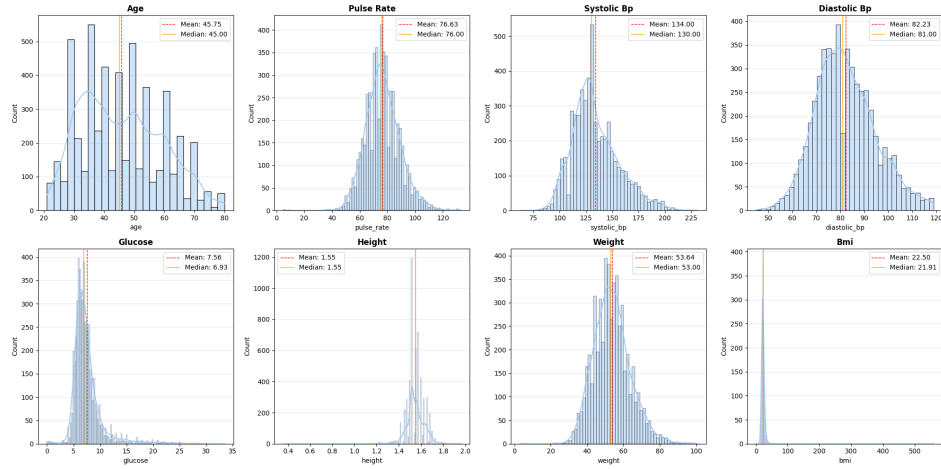 Age
Mean: 45.75
Median: 45.00
Count
500
400
300
200
100
0
20
30
40
50
60
70
80
age
Pulse Rate
Mean: 76.63
Median: 76.00
Count
400
350
300
250
200
150
100
50
0
0
20
40
60
80
100
120
pulse_rate
Systolic Bp
Mean: 134.00
Median: 130.00
Count
500
400
300
200
100
0
75
100
125
150
175
200
225
systolic_bp
Diastolic Bp
Mean: 82.23
Median: 81.00
Count
400
350
300
250
200
150
100
50
0
50
60
70
80
90
100
110
120
diastolic_bp
Glucose
Mean: 7.56
Median: 6.93
Count
400
350
300
250
200
150
100
50
0
0
5
10
15
20
25
30
35
glucose
Height
Mean: 1.55
Median: 1.55
Count
1200
1000
800
600
400
200
0
0.4
0.6
0.8
1.0
1.2
1.4
1.6
1.8
2.0
height
Weight
Mean: 53.64
Median: 53.00
Count
400
350
300
250
200
150
100
50
0
0
20
40
60
80
100
weight
Bmi
Mean: 22.50
Median: 21.91
Count
400
300
200
100
0
0
100
200
300
400
500
bmi